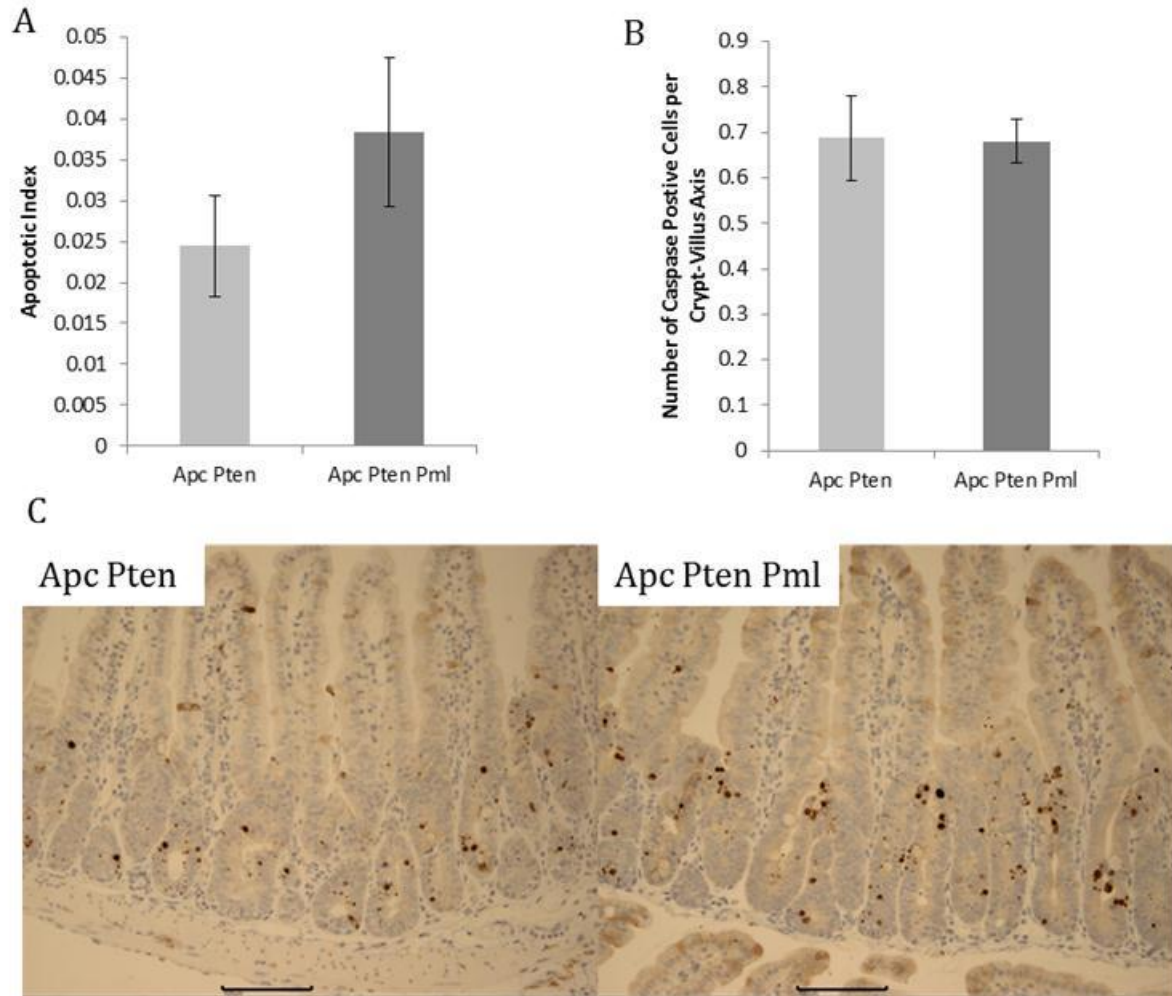 A
0.05
0.045
0.04
0.035
0.03
0.025
0.02
0.015
0.01
0.005
0
Apoptotic Index
Apc Pten
Apc Pten Pml
B
0.9
0.8
0.7
0.6
0.5
0.4
0.3
0.2
0.1
0
Number of Caspase Postive Cells per
Crypt-Villus Axis
Apc Pten
Apc Pten Pml
C
Apc Pten
Apc Pten Pml